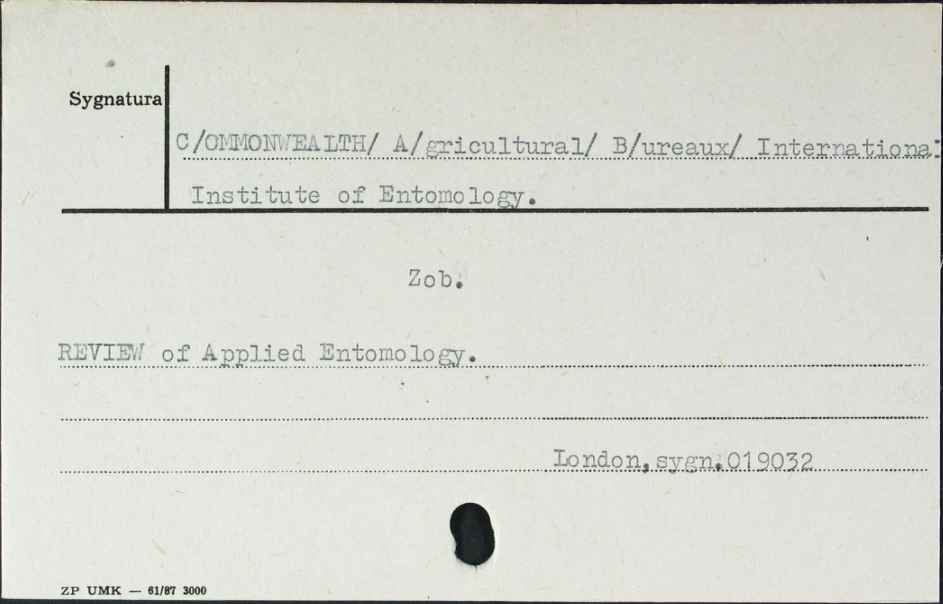 Sygnatura
C/OMMONWEALTH/ A/gricultural/ B/ureaux/ International
Institute of Entomology.
Zob.
REVIEW of Applied Entomology.
London,sygn.019032
ZP UMK — 61/87 3000